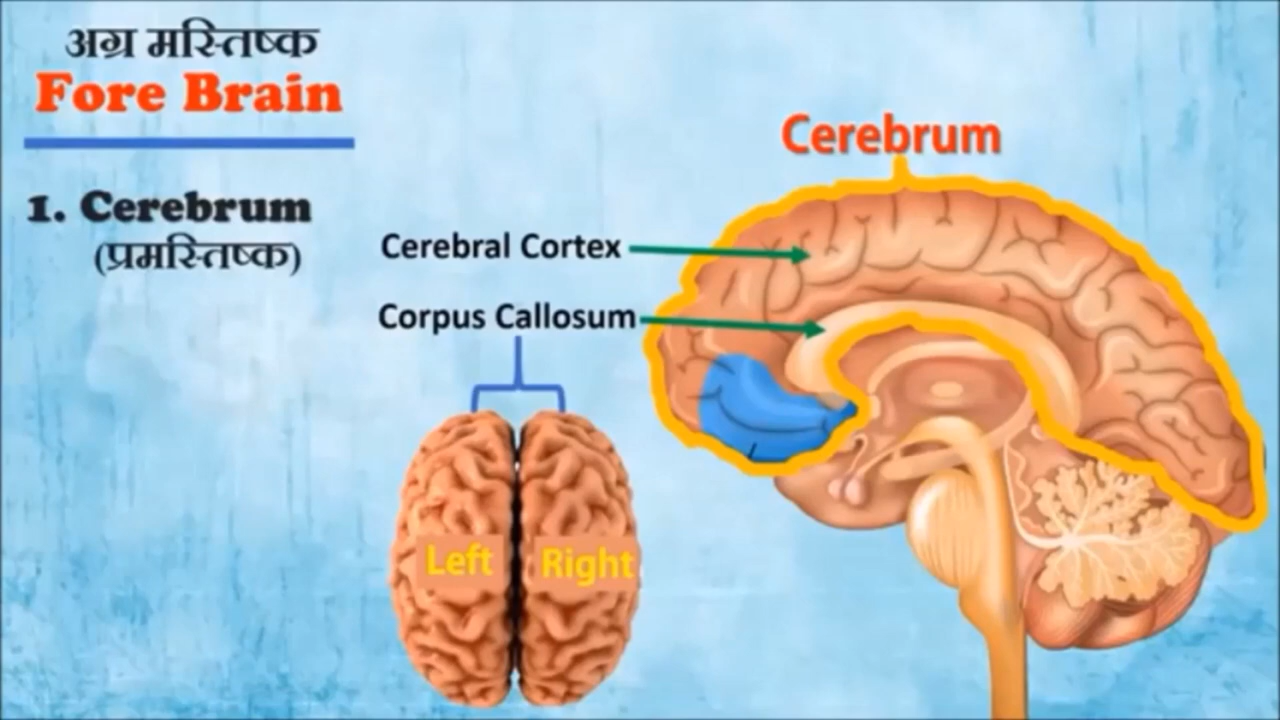 अग्र मस्तिष्क
Fore Brain
1. Cerebrum
(प्रमस्तिष्क)
Cerebrum
Cerebral Cortex
Corpus Callosum
Left
Right